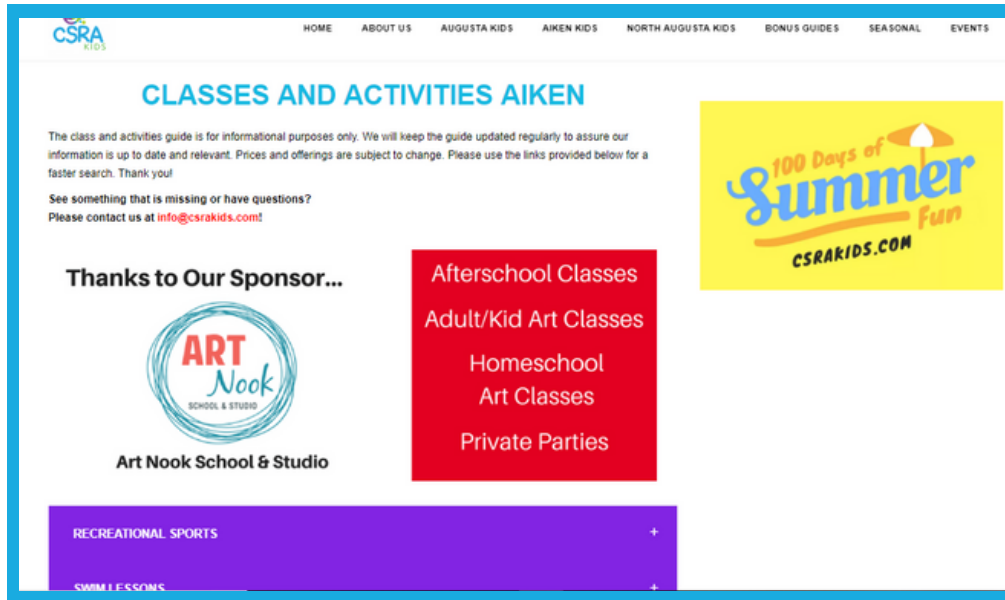 CSRA
KIDS
HOME ABOUT US AUGUSTA KIDS AIKEN KIDS NORTH AUGUSTA KIDS BONUS GUIDES SEASONAL EVENTS
CLASSES AND ACTIVITIES AIKEN
The class and activities guide is for informational purposes only. We will keep the guide updated regularly to assure our
information is up to date and relevant. Prices and offerings are subject to change. Please use the links provided below for a
faster search. Thank you!
See something that is missing or have questions?
Please contact us at info@csrakids.com!
100 Days of
Summer
Fun
CSRAKIDS.COM
Thanks to Our Sponsor...
ART
Nook
SCHOOL & STUDIO
Art Nook School & Studio
Afterschool Classes
Adult/Kid Art Classes
Homeschool
Art Classes
Private Parties
RECREATIONAL SPORTS +
SWIM LESSONS +